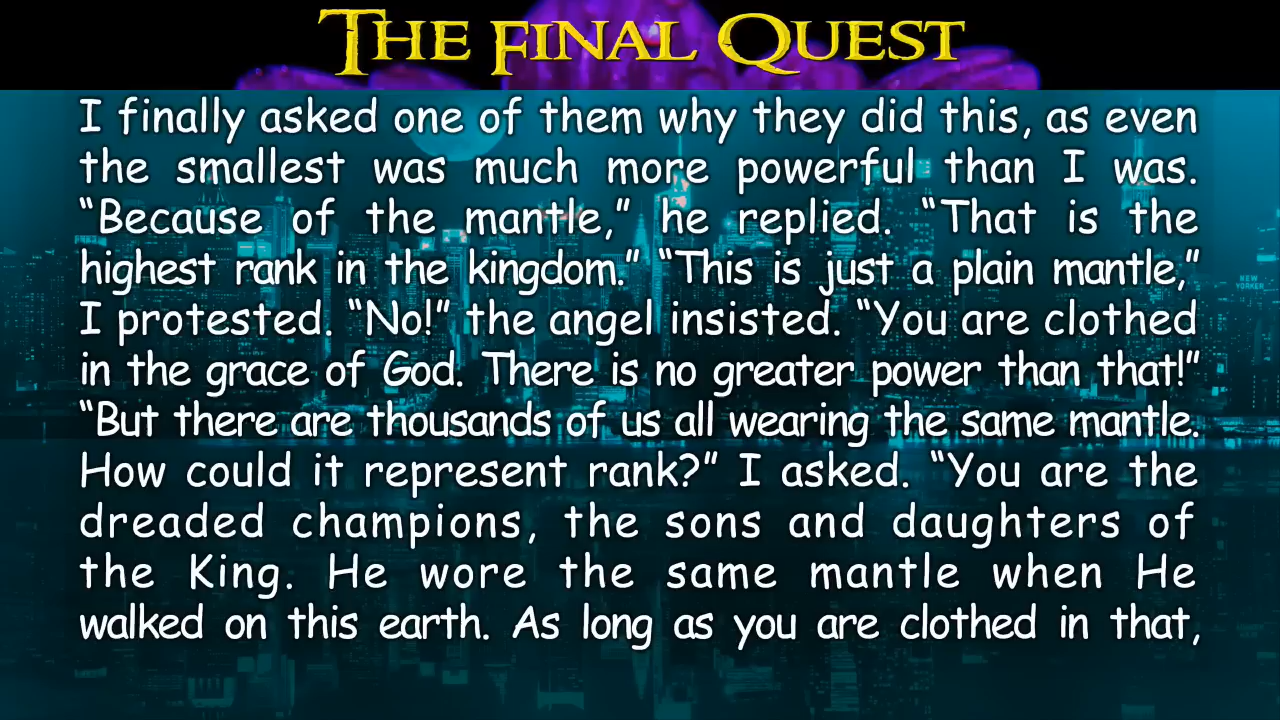 THE FINAL QUEST
I finally asked one of them why they did this, as even
the smallest was much more powerful than I was.
“Because of the mantle,” he replied. “That is the
highest rank in the kingdom.” “This is just a plain mantle,”
I protested. “No!” the angel insisted. “You are clothed
in the grace of God. There is no greater power than that!”
“But there are thousands of us all wearing the same mantle.
How could it represent rank?” I asked. “You are the
dreaded champions, the sons and daughters of
the King. He wore the same mantle when He
walked on this earth. As long as you are clothed in that,
NEW
YORKER